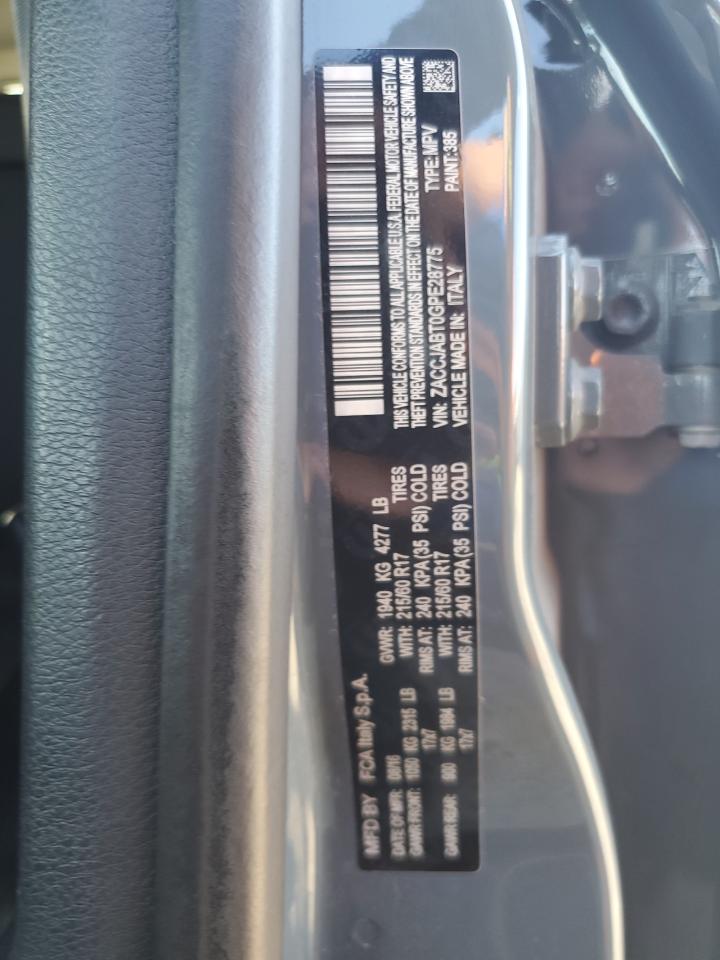 MFD BY FCA Italy S.p.A.
DATE OF MFR: 08/16 GVWR: 1940 KG 4277 LB
GAWR FRONT: 1050 KG 2315 LB WITH: 215/60 R17 TIRES
17x7 RIMS AT: 240 KPA(35 PSI) COLD
GAWR REAR: KG LB WITH: 215/60 R17 TIRES
17x7 RIMS AT: 240 KPA(35 PSI) COLD
THIS VEHICLE CONFORMS TO ALL APPLICABLE U.S.A. FEDERAL MOTOR VEHICLE SAFETY AND
THEFT PREVENTION STANDARDS IN EFFECT ON THE DATE OF MANUFACTURE SHOWN ABOVE
VIN: ZACCJABT0GPE28775 TYPE:MPV
VEHICLE MADE IN: ITALY PAINT:385